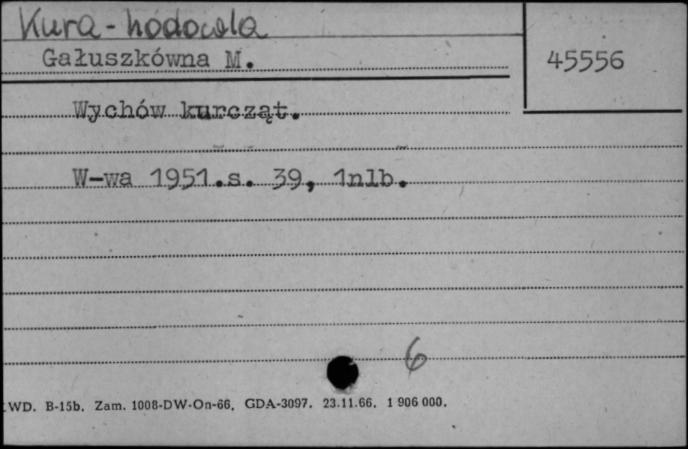 Kura - hodowla
Gałuszkówna M.
45556
Wychów kurcząt.
W-wa 1951.s. 39, 1nlb.
6
WD. B-15b. Zam. 1008-DW-On-66. GDA-3097. 23.11.66. 1 906 000.